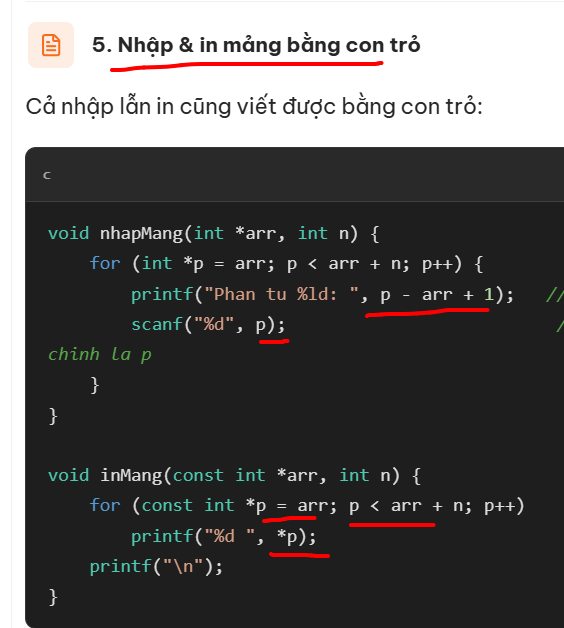 5. Nhập & in mảng bằng con trỏ
Cả nhập lẫn in cũng viết được bằng con trỏ:
c
void nhapMang(int *arr, int n) {
for (int *p = arr; p < arr + n; p++) {
printf("Phan tu %ld: ", p - arr + 1); //
scanf("%d", p); /
chinh la p
}
}
void inMang(const int *arr, int n) {
for (const int *p = arr; p < arr + n; p++)
printf("%d ", *p);
printf("\n");
}